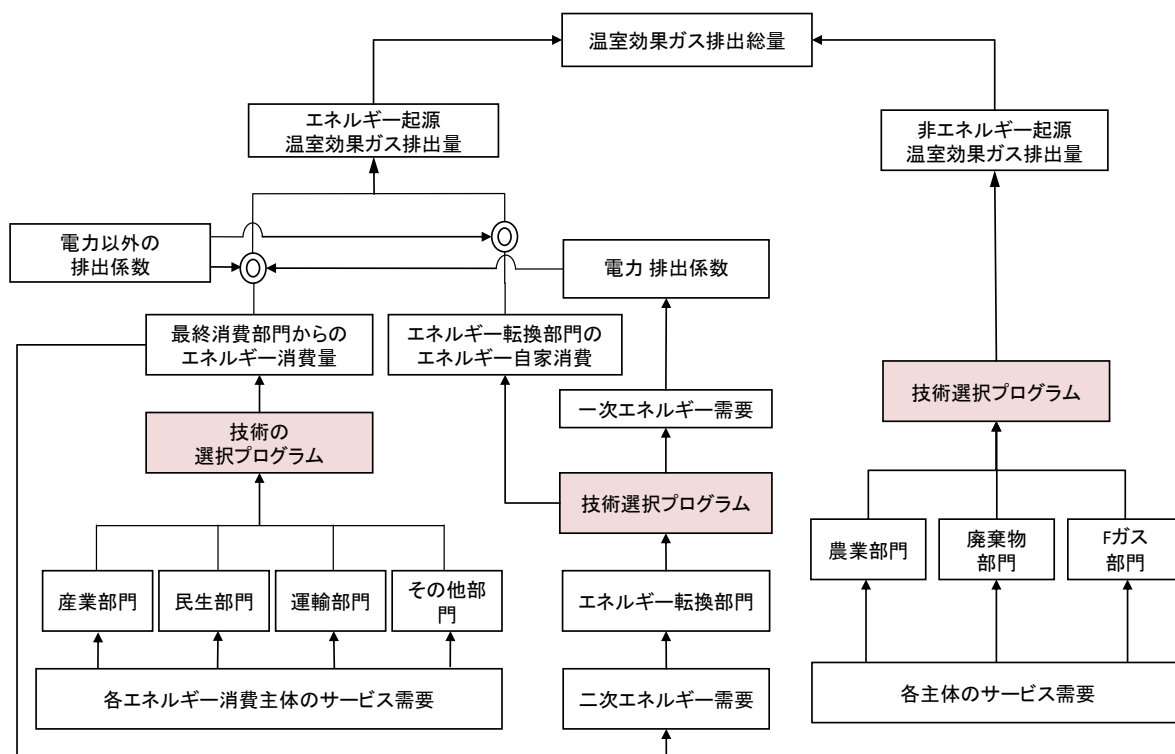 温室効果ガス排出総量
エネルギー起源
温室効果ガス排出量
非エネルギー起源
温室効果ガス排出量
電力以外の
排出係数
電力 排出係数
最終消費部門からの
エネルギー消費量
エネルギー転換部門の
エネルギー自家消費
技術選択プログラム
一次エネルギー需要
技術の
選択プログラム
技術選択プログラム
農業部門
廃棄物
部門
Fガス
部門
産業部門
民生部門
運輸部門
その他部
門
エネルギー転換部門
各エネルギー消費主体のサービス需要
二次エネルギー需要
各主体のサービス需要